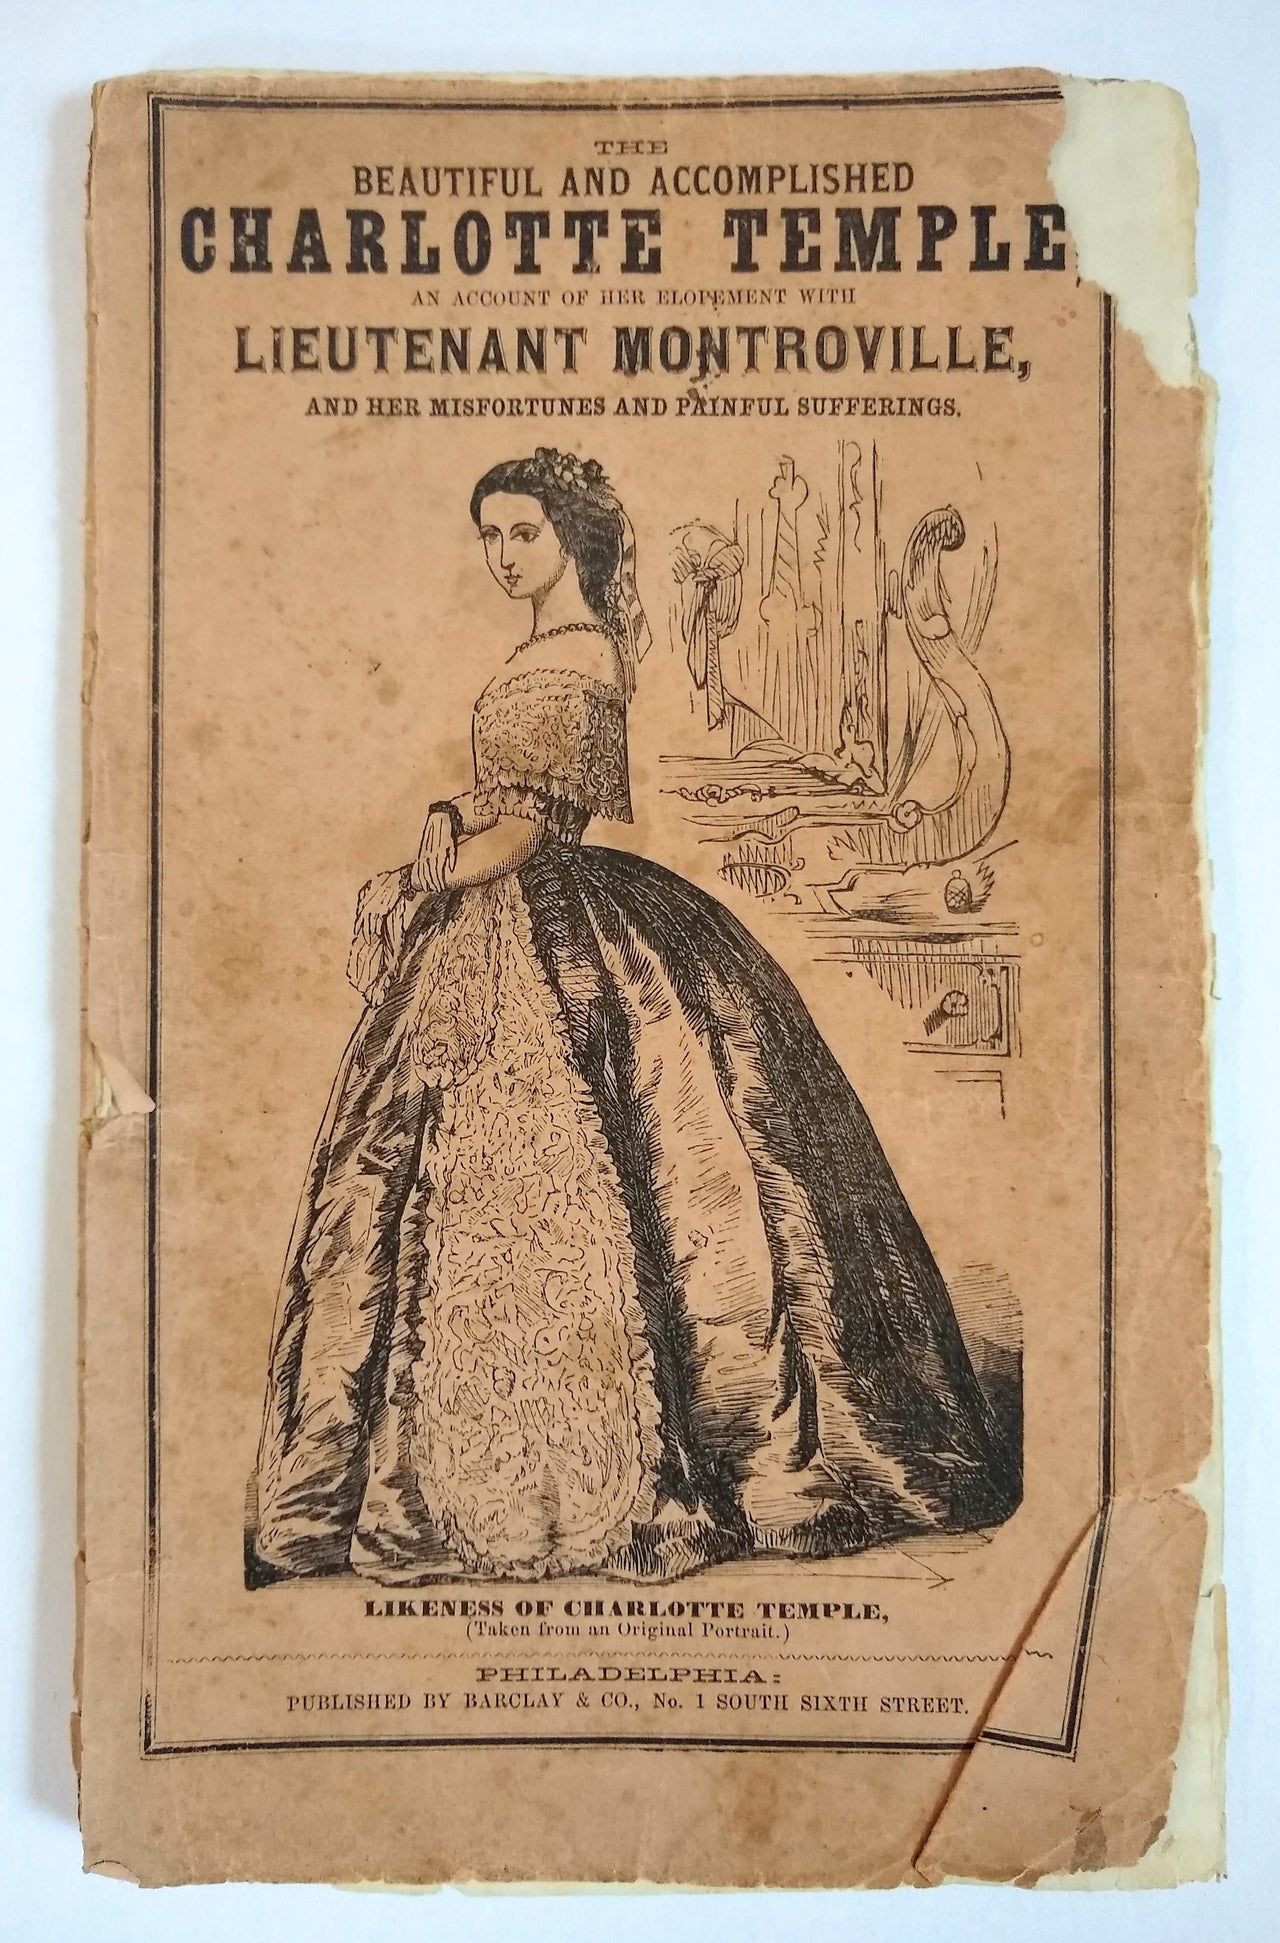 THE
BEAUTIFUL AND ACCOMPLISHED
CHARLOTTE TEMPLE
AN ACCOUNT OF HER ELOPEMENT WITH
LIEUTENANT MONTROVILLE,
AND HER MISFORTUNES AND PAINFUL SUFFERINGS.
LIKENESS OF CHARLOTTE TEMPLE,
(Taken from an Original Portrait.)
PHILADELPHIA:
PUBLISHED BY BARCLAY & CO., No. 1 SOUTH SIXTH STREET.